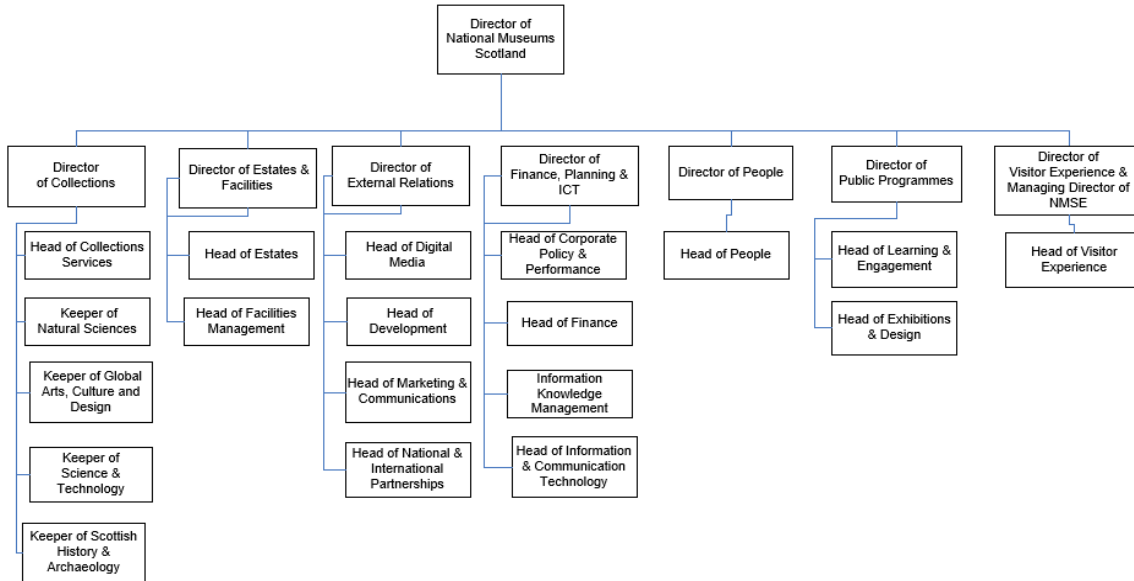 Director of
National Museums
Scotland
Director
of Collections
Director of Estates &
Facilities
Director of
External Relations
Director of
Finance, Planning &
ICT
Director of People
Director of
Public Programmes
Director of
Visitor Experience &
Managing Director of
NMSE
Head of Collections
Services
Keeper of
Natural Sciences
Keeper of Global
Arts, Culture and
Design
Keeper of
Science &
Technology
Keeper of Scottish
History &
Archaeology
Head of Estates
Head of Facilities
Management
Head of Digital
Media
Head of
Development
Head of Marketing &
Communications
Head of National &
International
Partnerships
Head of Corporate
Policy &
Performance
Head of Finance
Information
Knowledge
Management
Head of Information
& Communication
Technology
Head of People
Head of Learning &
Engagement
Head of Exhibitions
& Design
Head of Visitor
Experience